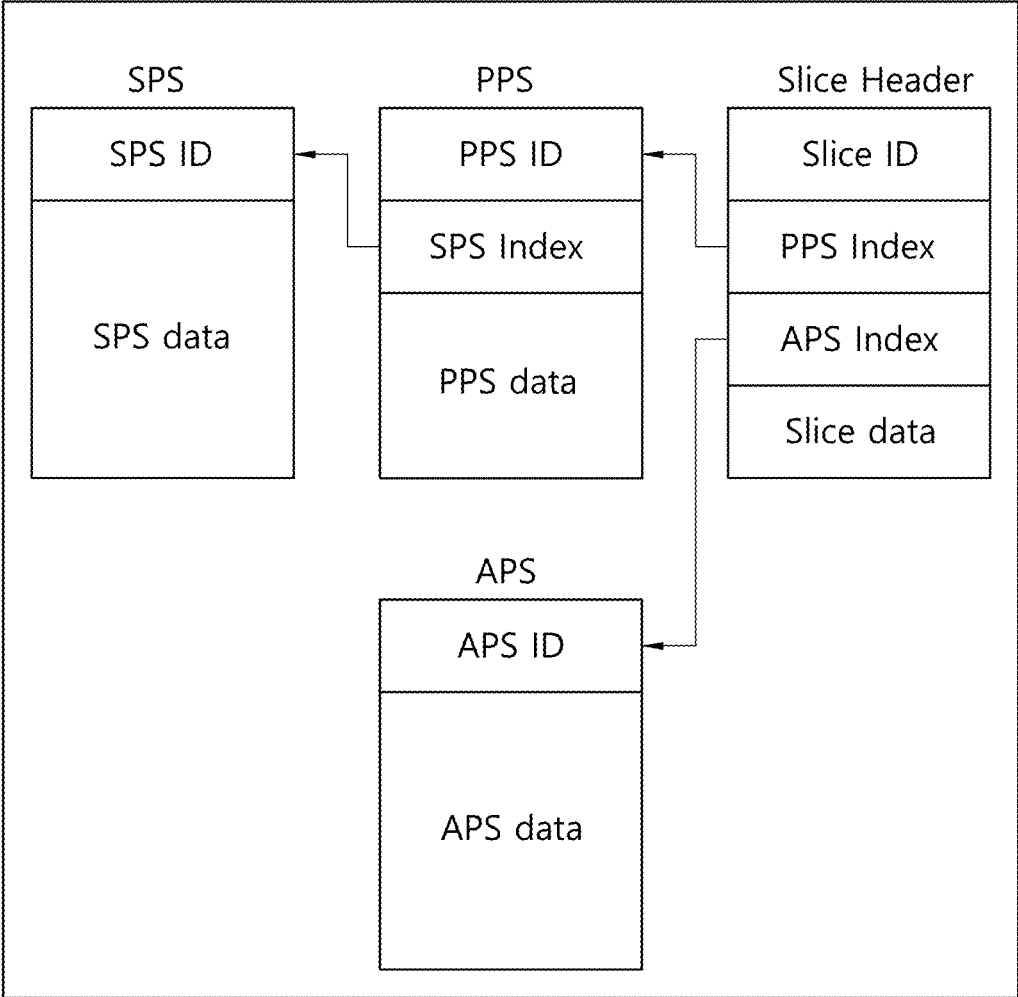 SPS
SPS ID
SPS data
PPS
PPS ID
SPS Index
PPS data
Slice Header
Slice ID
PPS Index
APS Index
Slice data
APS
APS ID
APS data